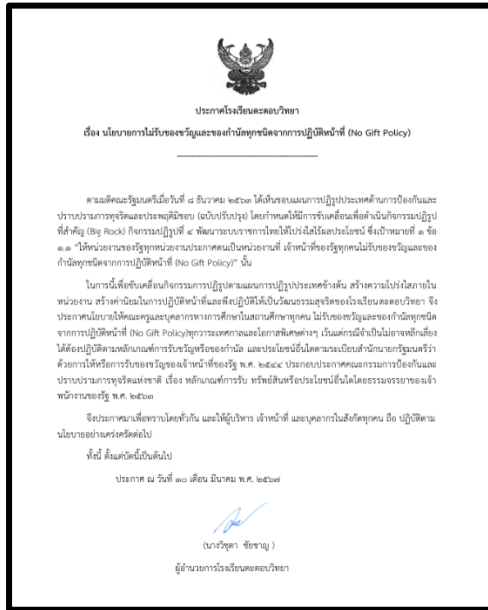 ประกาศโรงเรียนตะดอบวิทยา
เรื่อง นโยบายการไม่รับของขวัญและของกำนัลทุกชนิดจากการปฏิบัติหน้าที่ (No Gift Policy)
ตามมติคณะรัฐมนตรีเมื่อวันที่ ๘ ธันวาคม ๒๕๖๓ ได้เห็นชอบแผนการปฏิรูปประเทศด้านการป้องกันและ
ปราบปรามการทุจริตและประพฤติมิชอบ (ฉบับปรับปรุง) โดยกำหนดให้มีการขับเคลื่อนเพื่อดำเนินกิจกรรมปฏิรูป
ที่สำคัญ (Big Rock) กิจกรรมปฏิรูปที่ ๔ พัฒนาระบบราชการไทยให้โปร่งใสไร้ผลประโยชน์ ซึ่งเป้าหมายที่ ๑ ข้อ
๑.๑ "ให้หน่วยงานของรัฐทุกหน่วยงานประกาศตนเป็นหน่วยงานที่ เจ้าหน้าที่ของรัฐทุกคนไม่รับของขวัญและของ
กำนัลทุกชนิดจากการปฏิบัติหน้าที่ (No Gift Policy)" นั้น
ในการนี้เพื่อขับเคลื่อนกิจกรรมการปฏิรูปตามแผนการปฏิรูปประเทศข้างต้น สร้างความโปร่งใสภายใน
หน่วยงาน สร้างค่านิยมในการปฏิบัติหน้าที่และพึงปฏิบัติให้เป็นวัฒนธรรมสุจริตของโรงเรียนตะดอบวิทยา จึง
ประกาศนโยบายให้คณะครูและบุคลากรทางการศึกษาในสถานศึกษาทุกคน ไม่รับของขวัญและของกำนัลทุกชนิด
จากการปฏิบัติหน้าที่ (No Gift Policy)ทุกวาระเทศกาลและโอกาสพิเศษต่างๆ เว้นแต่กรณีจำเป็นไม่อาจหลีกเลี่ยง
ได้ต้องปฏิบัติตามหลักเกณฑ์การรับขวัญหรือของกำนัล และประโยชน์อื่นใดตามระเบียบสำนักนายกรัฐมนตรีว่า
ด้วยการให้หรือการรับของขวัญของเจ้าหน้าที่ของรัฐ พ.ศ. ๒๕๔๔ ประกอบประกาศคณะกรรมการป้องกันและ
ปราบปรามการทุจริตแห่งชาติ เรื่อง หลักเกณฑ์การรับ ทรัพย์สินหรือประโยชน์อื่นใดโดยธรรมจรรยาของเจ้า
พนักงานของรัฐ พ.ศ. ๒๕๖๓
จึงประกาศมาเพื่อทราบโดยทั่วกัน และให้ผู้บริหาร เจ้าหน้าที่ และบุคลากรในสังกัดทุกคน ถือ ปฏิบัติตาม
นโยบายอย่างเคร่งครัดต่อไป
ทั้งนี้ ตั้งแต่บัดนี้เป็นต้นไป
ประกาศ ณ วันที่ ๑๐ เดือน มีนาคม พ.ศ. ๒๕๖๗
(นางวิชุดา ชัยชาญ )
ผู้อำนวยการโรงเรียนตะดอบวิทยา